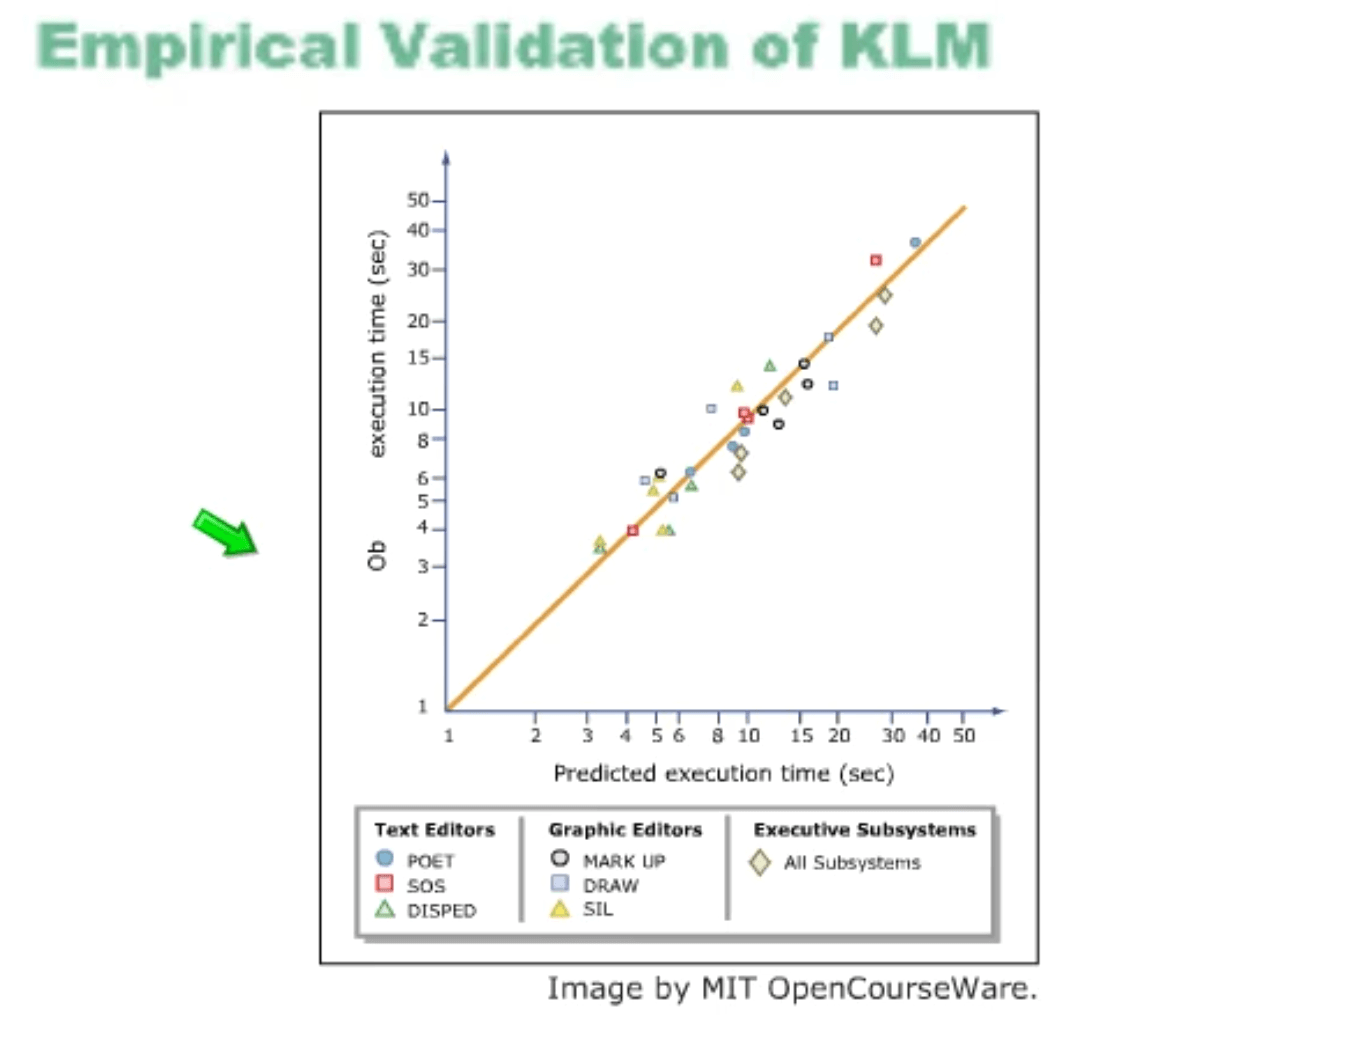 Empirical Validation of KLM
50
40
30
20
15
10
8
6
5
4
3
2
1
Ob execution time (sec)
1 2 3 4 5 6 8 10 15 20 30 40 50
Predicted execution time (sec)
Text Editors
POET
SOS
DISPED
Graphic Editors
MARK UP
DRAW
SIL
Executive Subsystems
All Subsystems
Image by MIT OpenCourseWare.